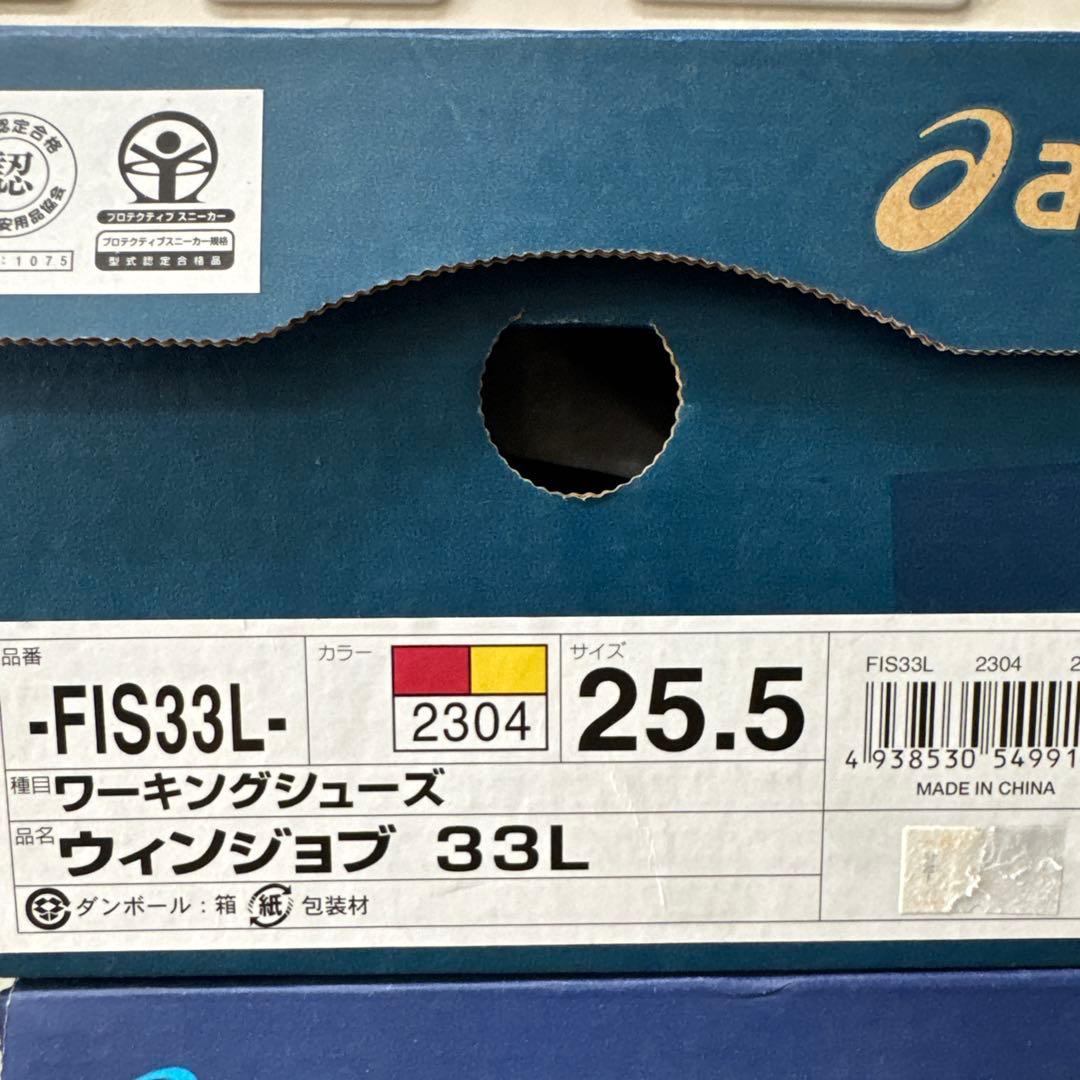 認定合格
認
安用品協会
: 1075
プロテクティブ スニーカー
プロテクティブスニーカー規格
型式認定合格品
a
品番
-FIS33L-
カラー
2304
サイズ
25.5
FIS33L 2304 2
4 938530 54991
MADE IN CHINA
種目 ワーキングシューズ
品名 ウィンジョブ 33L
ダンボール : 箱 紙 包装材